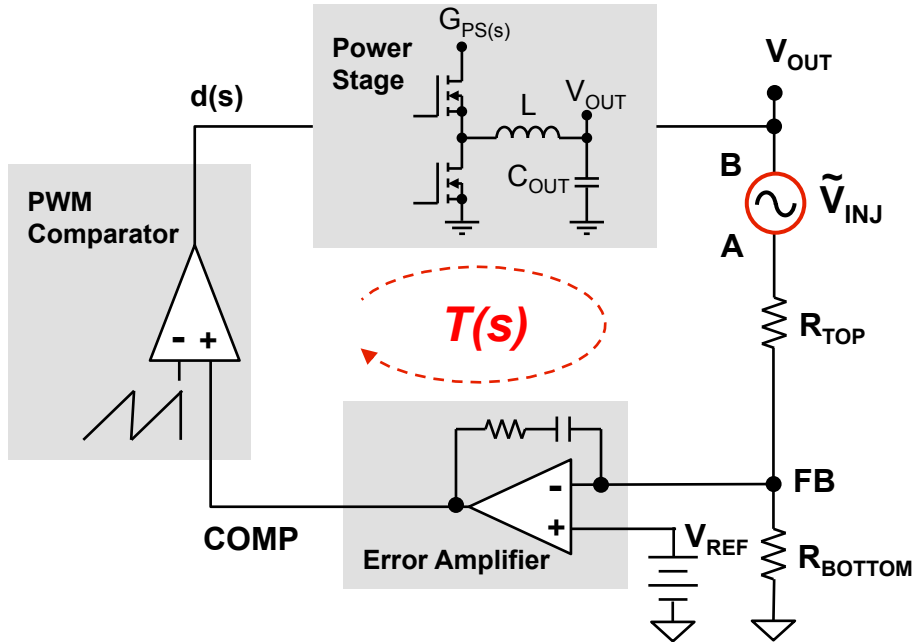 Power
Stage
G_PS(s)
V_OUT
d(s)
L
V_OUT
C_OUT
B
Ṽ_INJ
A
PWM
Comparator
T(s)
R_TOP
- +
-
FB
+
V_REF
COMP
Error Amplifier
R_BOTTOM